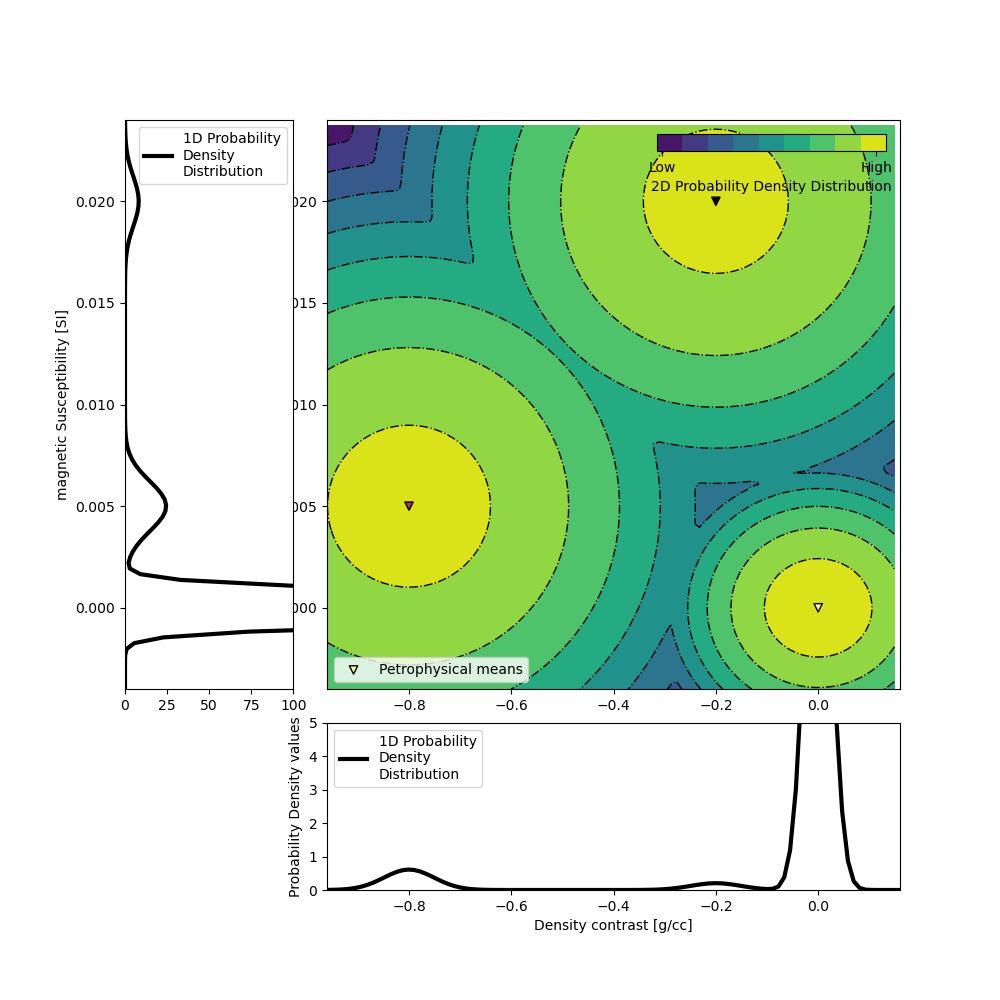 1D Probability
Density
Distribution
magnetic Susceptibility [SI]
0.020
0.015
0.010
0.005
0.000
0 25 50 75 100
020
015
010
005
000
Low High
2D Probability Density Distribution
Petrophysical means
−0.8 −0.6 −0.4 −0.2 0.0
Probability Density values
5
4
3
2
1
0
1D Probability
Density
Distribution
−0.8 −0.6 −0.4 −0.2 0.0
Density contrast [g/cc]